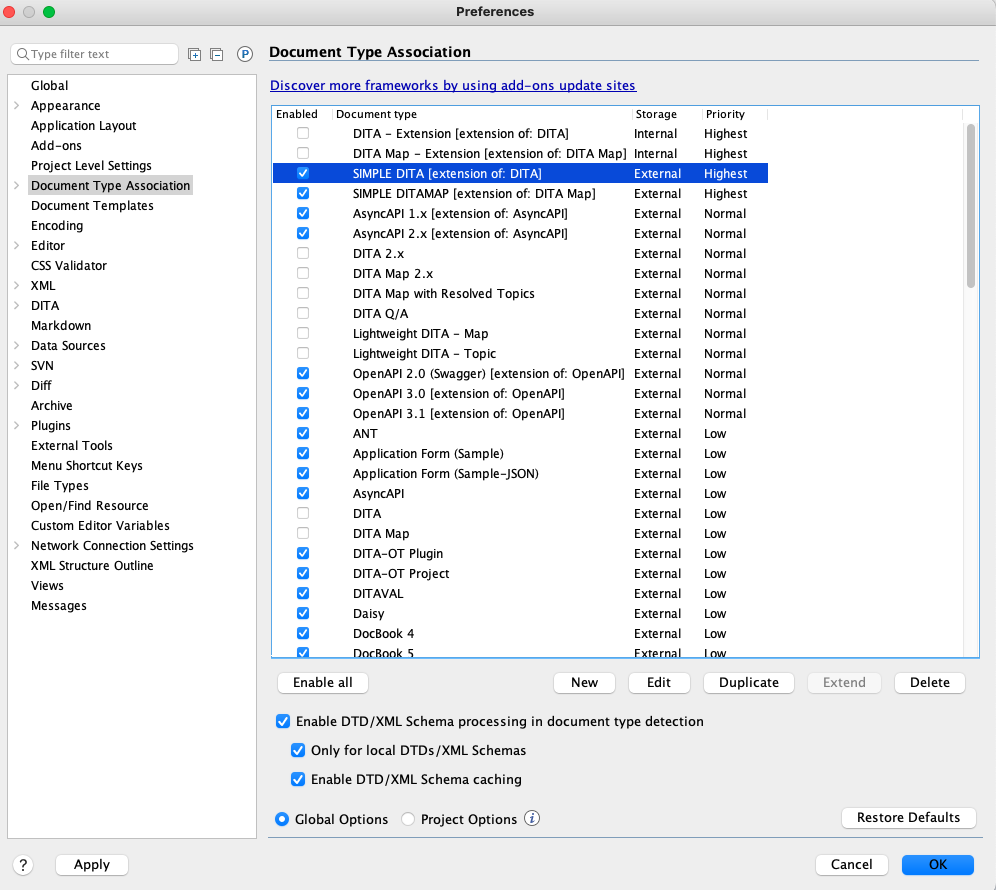 Preferences
Type filter text
P
Global
Appearance
Application Layout
Add-ons
Project Level Settings
Document Type Association
Document Templates
Encoding
Editor
CSS Validator
XML
DITA
Markdown
Data Sources
SVN
Diff
Archive
Plugins
External Tools
Menu Shortcut Keys
File Types
Open/Find Resource
Custom Editor Variables
Network Connection Settings
XML Structure Outline
Views
Messages
Document Type Association
Discover more frameworks by using add-ons update sites
Enabled Document type Storage Priority
DITA - Extension [extension of: DITA] Internal Highest
DITA Map - Extension [extension of: DITA Map] Internal Highest
SIMPLE DITA [extension of: DITA] External Highest
SIMPLE DITAMAP [extension of: DITA Map] External Highest
AsyncAPI 1.x [extension of: AsyncAPI] External Normal
AsyncAPI 2.x [extension of: AsyncAPI] External Normal
DITA 2.x External Normal
DITA Map 2.x External Normal
DITA Map with Resolved Topics External Normal
DITA Q/A External Normal
Lightweight DITA - Map External Normal
Lightweight DITA - Topic External Normal
OpenAPI 2.0 (Swagger) [extension of: OpenAPI] External Normal
OpenAPI 3.0 [extension of: OpenAPI] External Normal
OpenAPI 3.1 [extension of: OpenAPI] External Normal
ANT External Low
Application Form (Sample) External Low
Application Form (Sample-JSON) External Low
AsyncAPI External Low
DITA External Low
DITA Map External Low
DITA-OT Plugin External Low
DITA-OT Project External Low
DITAVAL External Low
Daisy External Low
DocBook 4 External Low
DocBook 5 External Low
Enable all New Edit Duplicate Extend Delete
Enable DTD/XML Schema processing in document type detection
Only for local DTDs/XML Schemas
Enable DTD/XML Schema caching
Global Options Project Options i
Restore Defaults
? Apply Cancel OK